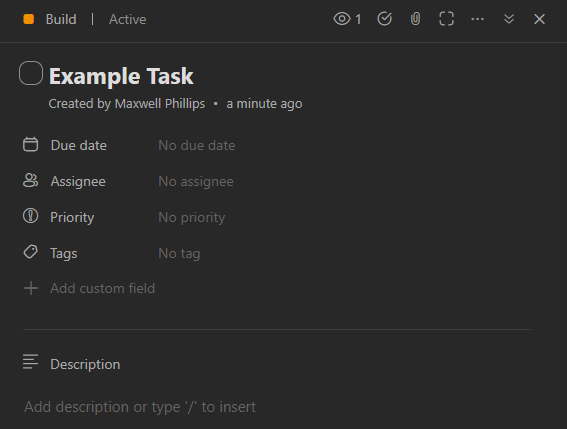 Build | Active 1
Example Task
Created by Maxwell Phillips • a minute ago
Due date No due date
Assignee No assignee
Priority No priority
Tags No tag
Add custom field
Description
Add description or type '/' to insert